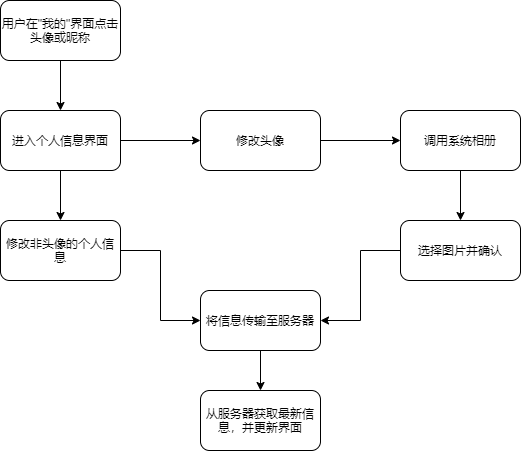 用户在"我的"界面点击
头像或昵称
进入个人信息界面
修改头像
调用系统相册
修改非头像的个人信
息
选择图片并确认
将信息传输至服务器
从服务器获取最新信
息，并更新界面